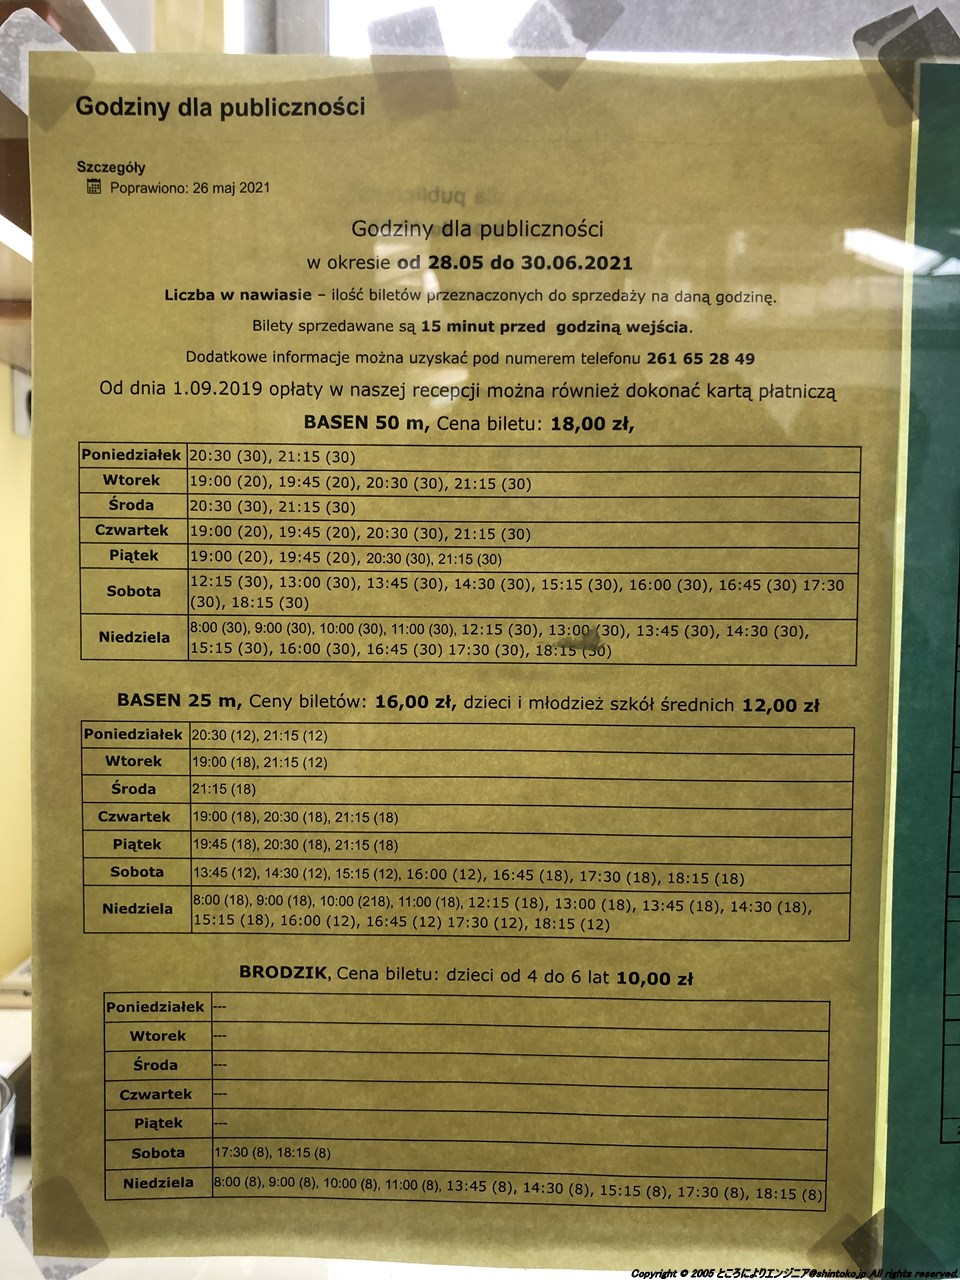 Godziny dla publiczności
Szczegóły
Poprawiono: 26 maj 2021
Godziny dla publiczności
w okresie od 28.05 do 30.06.2021
Liczba w nawiasie – ilość biletów przeznaczonych do sprzedaży na daną godzinę.
Bilety sprzedawane są 15 minut przed godziną wejścia.
Dodatkowe informacje można uzyskać pod numerem telefonu 261 65 28 49
Od dnia 1.09.2019 opłaty w naszej recepcji można również dokonać kartą płatniczą
BASEN 50 m, Cena biletu: 18,00 zł,
Poniedziałek 20:30 (30), 21:15 (30)
Wtorek 19:00 (20), 19:45 (20), 20:30 (30), 21:15 (30)
Środa 20:30 (30), 21:15 (30)
Czwartek 19:00 (20), 19:45 (20), 20:30 (30), 21:15 (30)
Piątek 19:00 (20), 19:45 (20), 20:30 (30), 21:15 (30)
Sobota 12:15 (30), 13:00 (30), 13:45 (30), 14:30 (30), 15:15 (30), 16:00 (30), 16:45 (30) 17:30
(30), 18:15 (30)
Niedziela 8:00 (30), 9:00 (30), 10:00 (30), 11:00 (30), 12:15 (30), 13:00 (30), 13:45 (30), 14:30 (30),
15:15 (30), 16:00 (30), 16:45 (30) 17:30 (30), 18:15 (30)
BASEN 25 m, Ceny biletów: 16,00 zł, dzieci i młodzież szkół średnich 12,00 zł
Poniedziałek 20:30 (12), 21:15 (12)
Wtorek 19:00 (18), 21:15 (12)
Środa 21:15 (18)
Czwartek 19:00 (18), 20:30 (18), 21:15 (18)
Piątek 19:45 (18), 20:30 (18), 21:15 (18)
Sobota 13:45 (12), 14:30 (12), 15:15 (12), 16:00 (12), 16:45 (18), 17:30 (18), 18:15 (18)
Niedziela 8:00 (18), 9:00 (18), 10:00 (218), 11:00 (18), 12:15 (18), 13:00 (18), 13:45 (18), 14:30 (18),
15:15 (18), 16:00 (12), 16:45 (12) 17:30 (12), 18:15 (12)
BRODZIK, Cena biletu: dzieci od 4 do 6 lat 10,00 zł
Poniedziałek ---
Wtorek ---
Środa ---
Czwartek ---
Piątek ---
Sobota 17:30 (8), 18:15 (8)
Niedziela 8:00 (8), 9:00 (8), 10:00 (8), 11:00 (8), 13:45 (8), 14:30 (8), 15:15 (8), 17:30 (8), 18:15 (8)
Copyright © 2005 ところによりエンジニア@shintoko.jp All rights reserved.